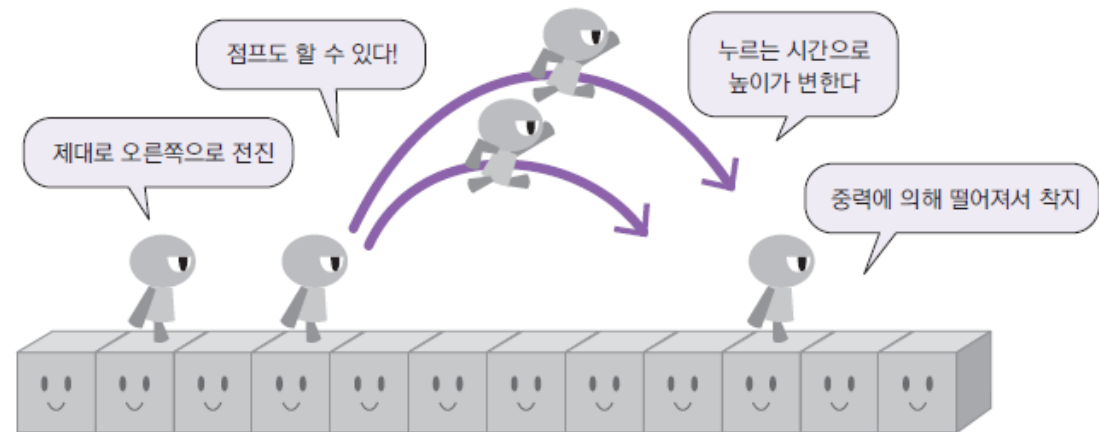 점프도 할 수 있다!
누르는 시간으로
높이가 변한다
제대로 오른쪽으로 전진
중력에 의해 떨어져서 착지